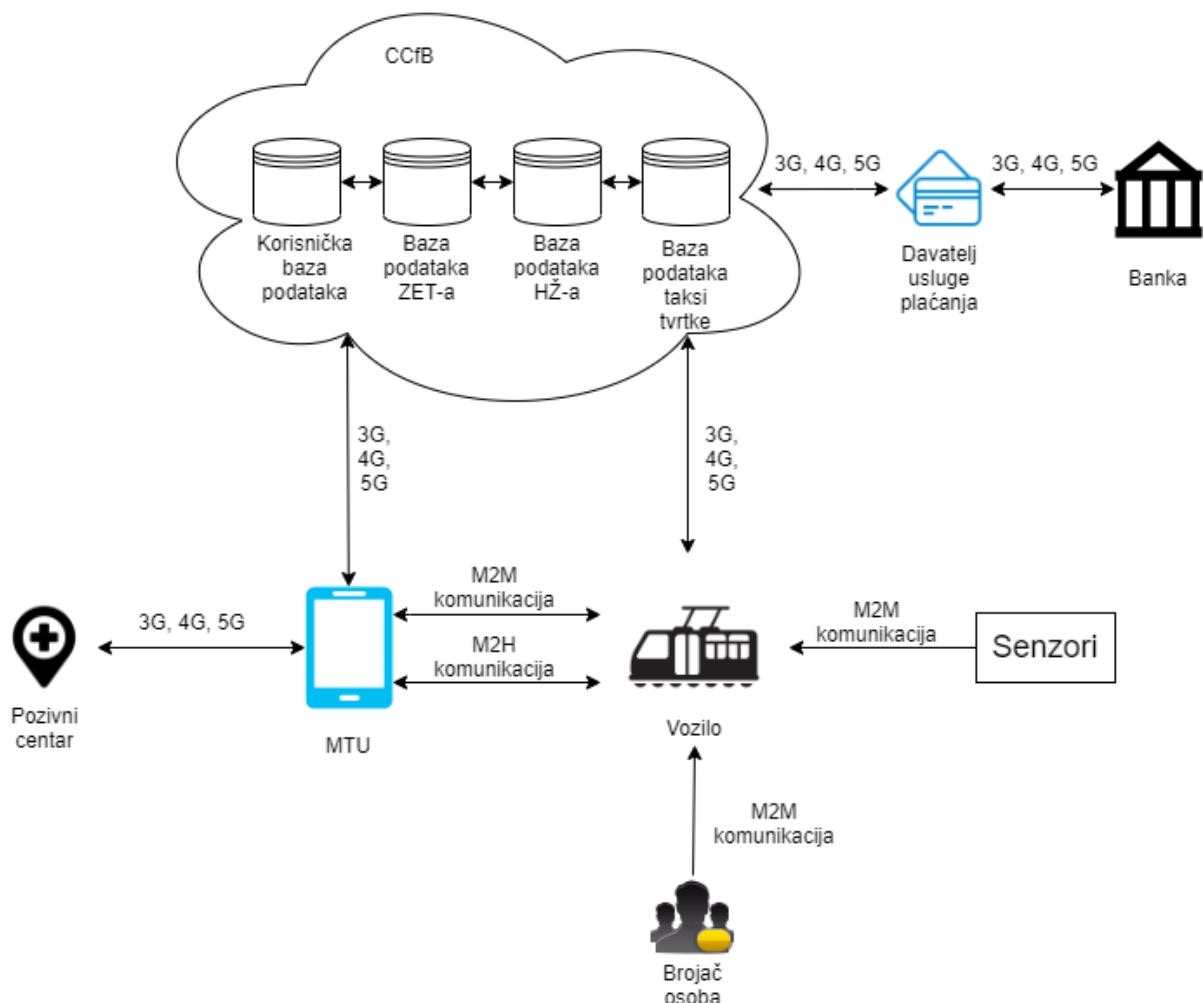 CCfB
Korisnička
baza
podataka
Baza
podataka
ZET-a
Baza
podataka
HŽ-a
Baza
podataka
taksi
tvrtke
3G, 4G, 5G
Davatelj
usluge
plaćanja
3G, 4G, 5G
Banka
3G,
4G,
5G
3G,
4G,
5G
Pozivni
centar
3G, 4G, 5G
MTU
M2M
komunikacija
M2H
komunikacija
Vozilo
M2M
komunikacija
Senzori
M2M
komunikacija
Brojač
osoba